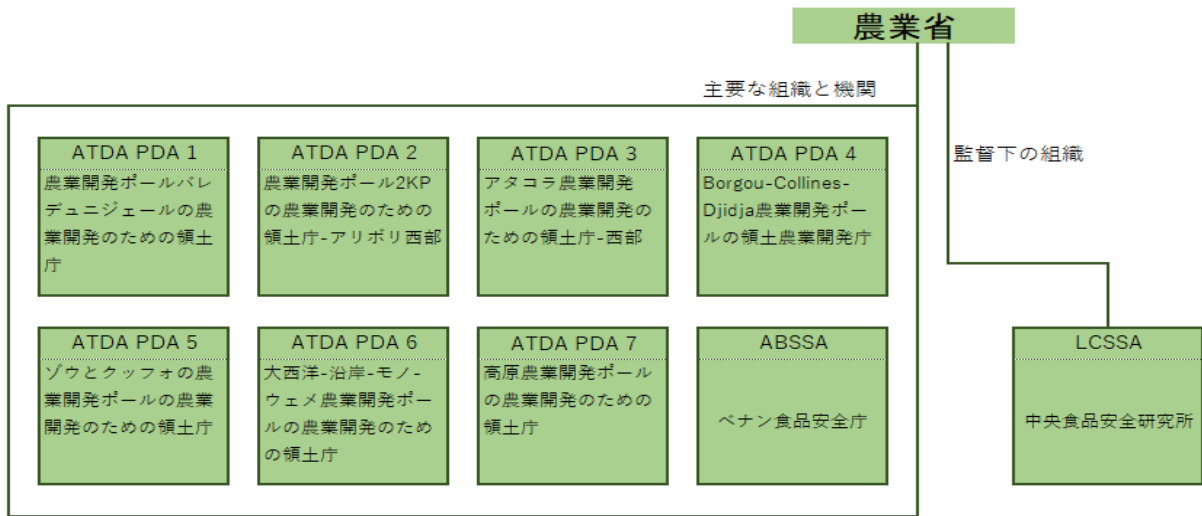 農業省
主要な組織と機関
監督下の組織
ATDA PDA 1
農業開発ポールバレ
デュニジェールの農
業開発のための領土
庁
ATDA PDA 2
農業開発ポール2KP
の農業開発のための
領土庁-アリボリ西部
ATDA PDA 3
アタコラ農業開発
ポールの農業開発の
ための領土庁-西部
ATDA PDA 4
Borgou-Collines-
Djidja農業開発ポー
ルの領土農業開発庁
ATDA PDA 5
ゾウとクッフォの農
業開発ポールの農業
開発のための領土庁
ATDA PDA 6
大西洋-沿岸-モノ-
ウェメ農業開発ポー
ルの農業開発のため
の領土庁
ATDA PDA 7
高原農業開発ポール
の農業開発のための
領土庁
ABSSA
ベナン食品安全庁
LCSSA
中央食品安全研究所